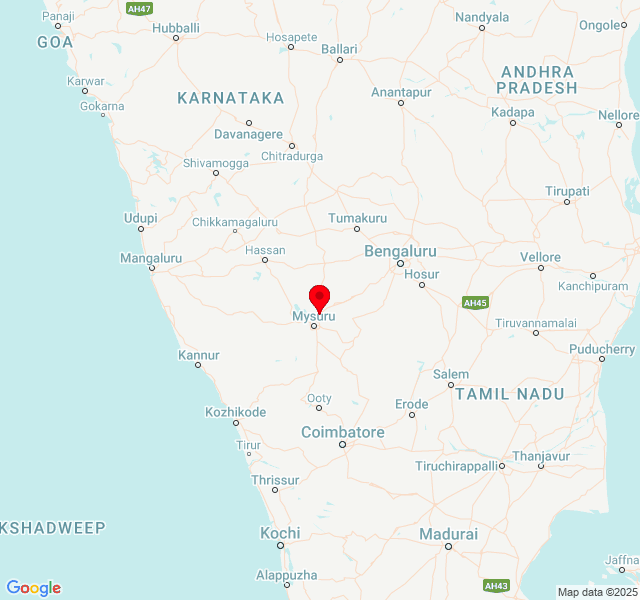 Panaji
AH47
Nandyala
Ongole
GOA
Hubballi
Hosapete
Ballari
Karwar
ANDHRA
PRADESH
Gokarna
KARNATAKA
Anantapur
Kadapa
Nellore
Davanagere
Chitradurga
Shivamogga
Tirupati
Udupi
Chikkamagaluru
Tumakuru
Mangaluru
Hassan
Bengaluru
Vellore
Hosur
Kanchipuram
AH45
Mysuru
Tiruvannamalai
Kannur
Puducherry
Salem
TAMIL NADU
Ooty
Erode
Kozhikode
Coimbatore
Tirur
Tiruchirappalli
Thanjavur
Thrissur
KSHADWEEP
Kochi
Madurai
Jaffna
Alappuzha
AH43
Google
Map data ©2025